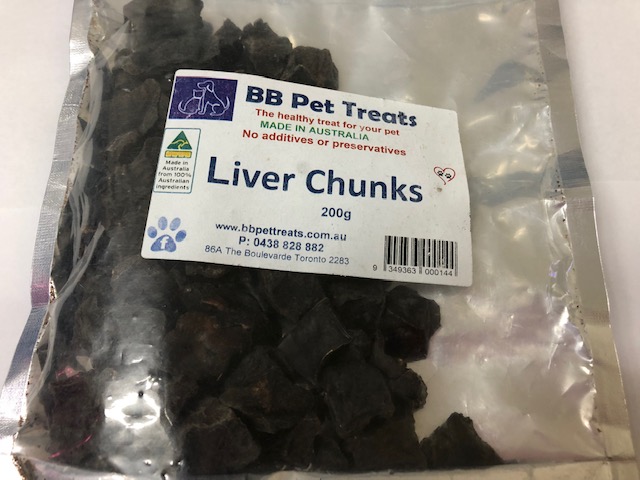 BB Pet Treats
The healthy treat for your pet
MADE IN AUSTRALIA
No additives or preservatives
Made in
Australia
from 100%
Australian
ingredients
Liver Chunks
200g
www.bbpettreats.com.au
P: 0438 828 882
86A The Boulevarde Toronto 2283
f
9 349363 000144